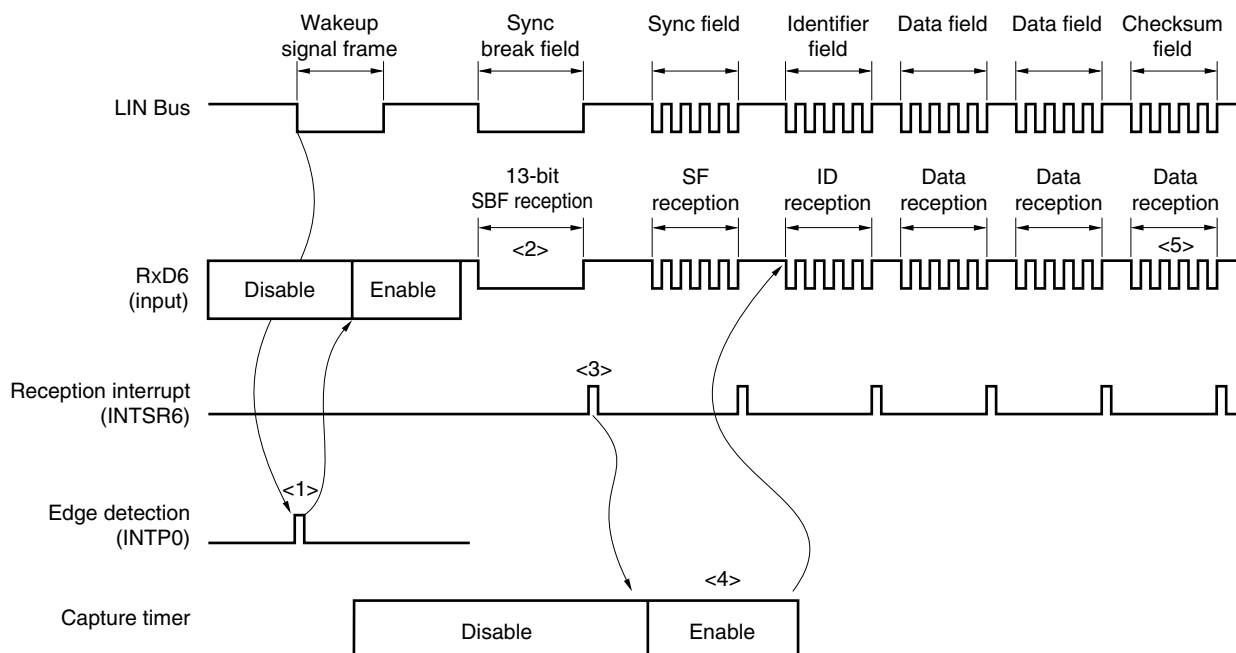 Wakeup
signal frame
Sync
break field
Sync field
Identifier
field
Data field
Data field
Checksum
field
LIN Bus
13-bit
SBF reception
SF
reception
ID
reception
Data
reception
Data
reception
Data
reception
<2>
<5>
RxD6
(input)
Disable
Enable
Reception interrupt
(INTSR6)
<3>
Edge detection
(INTP0)
<1>
Capture timer
Disable
Enable
<4>